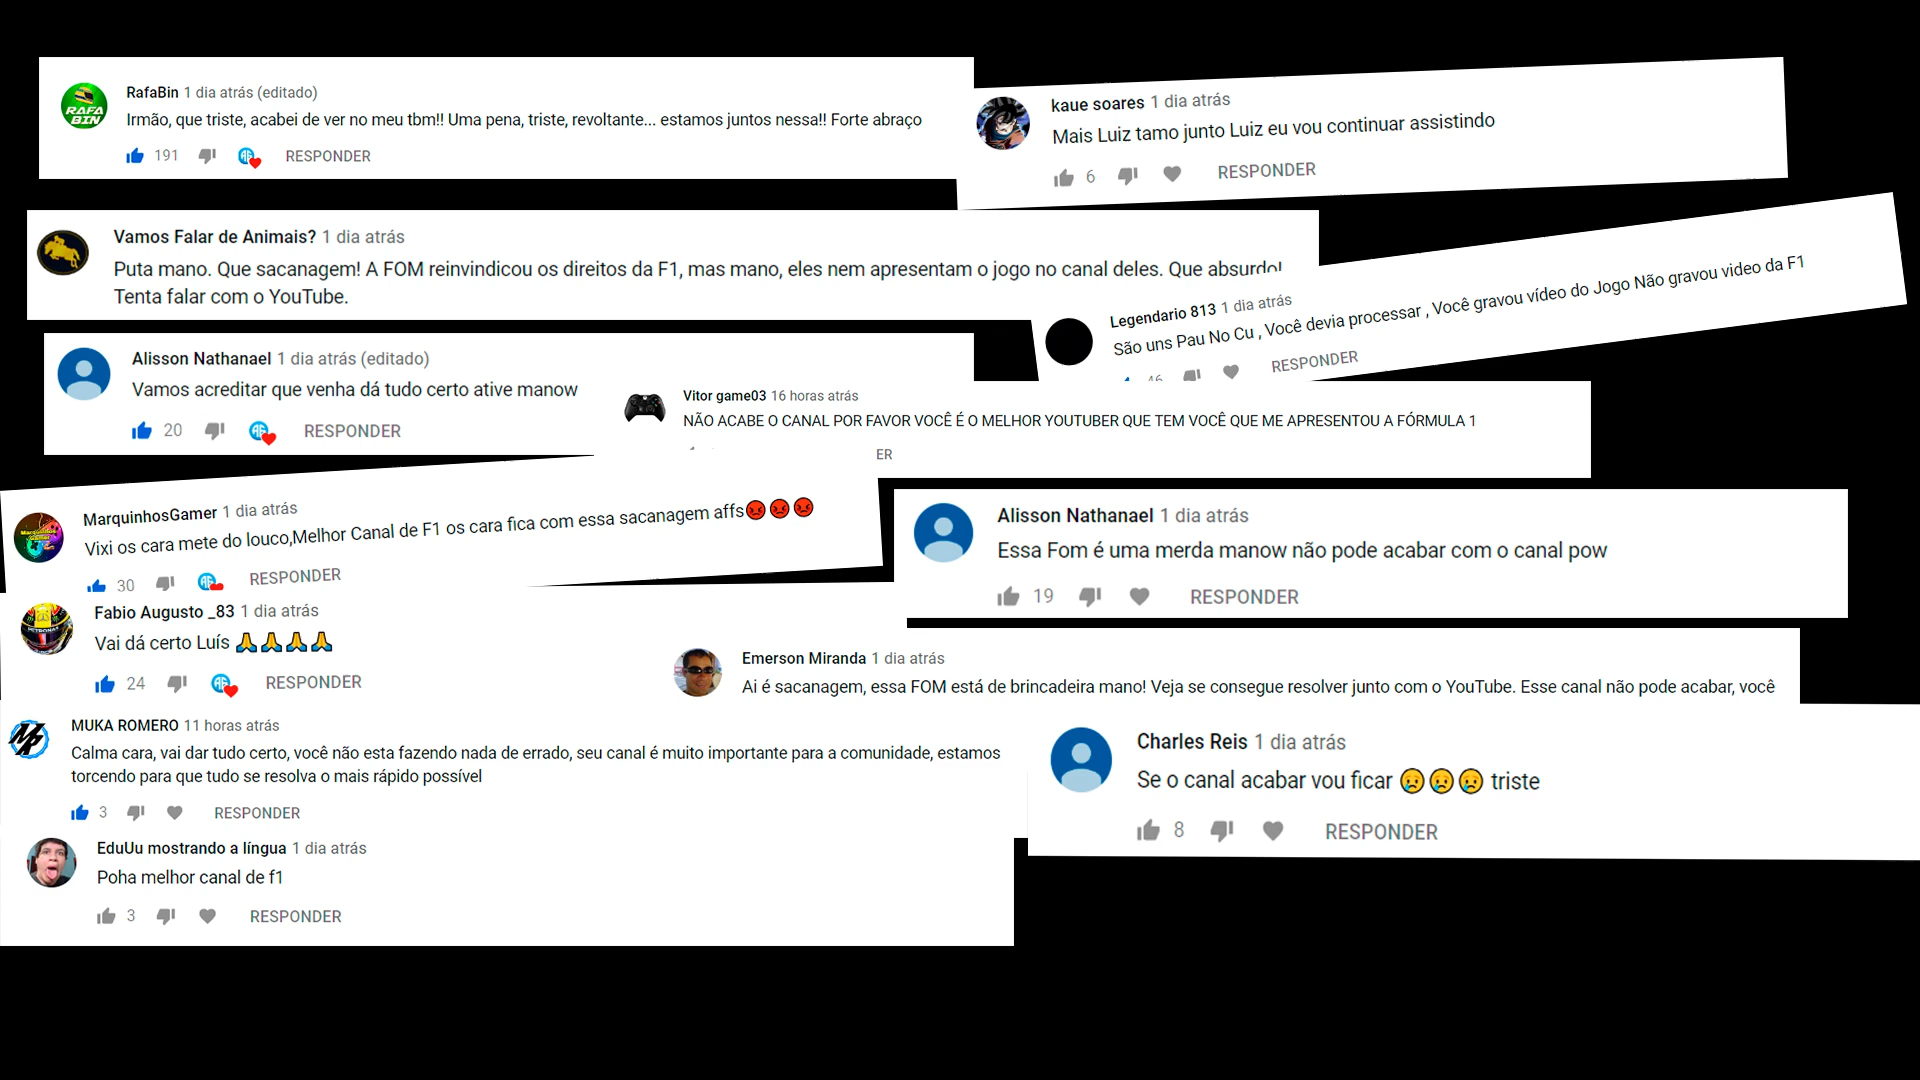 RafaBin 1 dia atrás (editado)
Irmão, que triste, acabei de ver no meu tbm!! Uma pena, triste, revoltante... estamos juntos nessa!! Forte abraço
191 RESPONDER
RAFA
BIN
kaue soares 1 dia atrás
Mais Luiz tamo junto Luiz eu vou continuar assistindo
6 RESPONDER
Vamos Falar de Animais? 1 dia atrás
Puta mano. Que sacanagem! A FOM reinvindicou os direitos da F1, mas mano, eles nem apresentam o jogo no canal deles. Que absurdo!
Tenta falar com o YouTube.
Legendario 813 1 dia atrás
São uns Pau No Cu , Você devia processar , Você gravou vídeo do Jogo Não gravou video da F1
46 RESPONDER
Alisson Nathanael 1 dia atrás (editado)
Vamos acreditar que venha dá tudo certo ative manow
20 RESPONDER
Vitor game03 16 horas atrás
NÃO ACABE O CANAL POR FAVOR VOCÊ É O MELHOR YOUTUBER QUE TEM VOCÊ QUE ME APRESENTOU A FÓRMULA 1
ER
MarquinhosGamer 1 dia atrás
Vixi os cara mete do louco,Melhor Canal de F1 os cara fica com essa sacanagem affs😡😡😡
30 RESPONDER
Alisson Nathanael 1 dia atrás
Essa Fom é uma merda manow não pode acabar com o canal pow
19 RESPONDER
Fabio Augusto _83 1 dia atrás
Vai dá certo Luís 🙏🙏🙏🙏
24 RESPONDER
Emerson Miranda 1 dia atrás
Ai é sacanagem, essa FOM está de brincadeira mano! Veja se consegue resolver junto com o YouTube. Esse canal não pode acabar, você
MUKA ROMERO 11 horas atrás
Calma cara, vai dar tudo certo, você não esta fazendo nada de errado, seu canal é muito importante para a comunidade, estamos
torcendo para que tudo se resolva o mais rápido possível
3 RESPONDER
Charles Reis 1 dia atrás
Se o canal acabar vou ficar 😥😥😥 triste
8 RESPONDER
EduUu mostrando a língua 1 dia atrás
Poha melhor canal de f1
3 RESPONDER